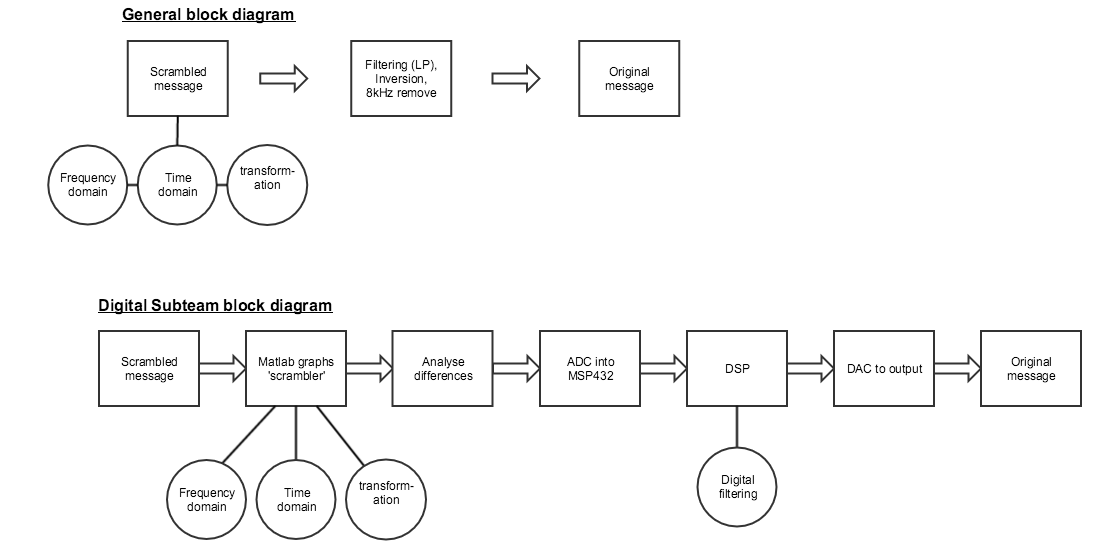 General block diagram
Scrambled
message
Filtering (LP),
Inversion,
8kHz remove
Original
message
Frequency
domain
Time
domain
transform-
ation
Digital Subteam block diagram
Scrambled
message
Matlab graphs
'scrambler'
Analyse
differences
ADC into
MSP432
DSP
DAC to output
Original
message
Frequency
domain
Time
domain
transform-
ation
Digital
filtering